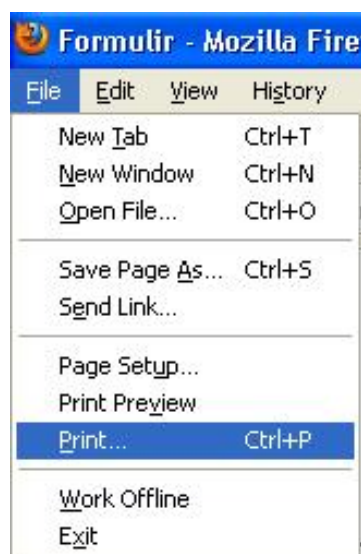 Formulir - Mozilla Fire
File Edit View History
New Tab Ctrl+T
New Window Ctrl+N
Open File... Ctrl+O
Save Page As... Ctrl+S
Send Link...
Page Setup...
Print Preview
Print... Ctrl+P
Work Offline
Exit